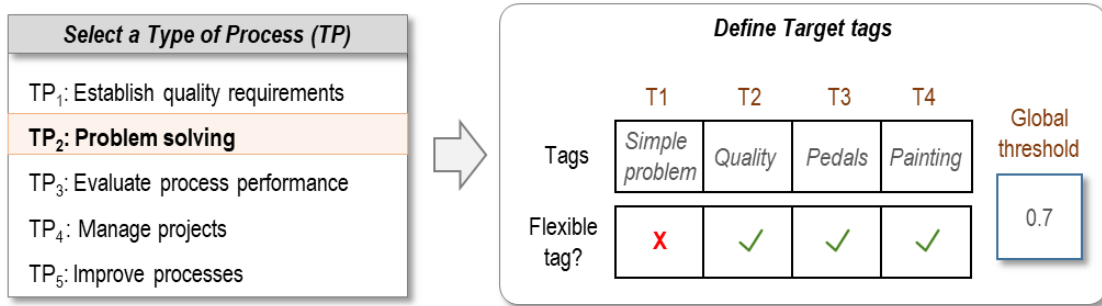 Select a Type of Process (TP)
TP1: Establish quality requirements
TP2: Problem solving
TP3: Evaluate process performance
TP4: Manage projects
TP5: Improve processes
Define Target tags
T1 T2 T3 T4
Global
threshold
Tags
Simple
problem
Quality
Pedals
Painting
0.7
Flexible
tag?
X ✓ ✓ ✓